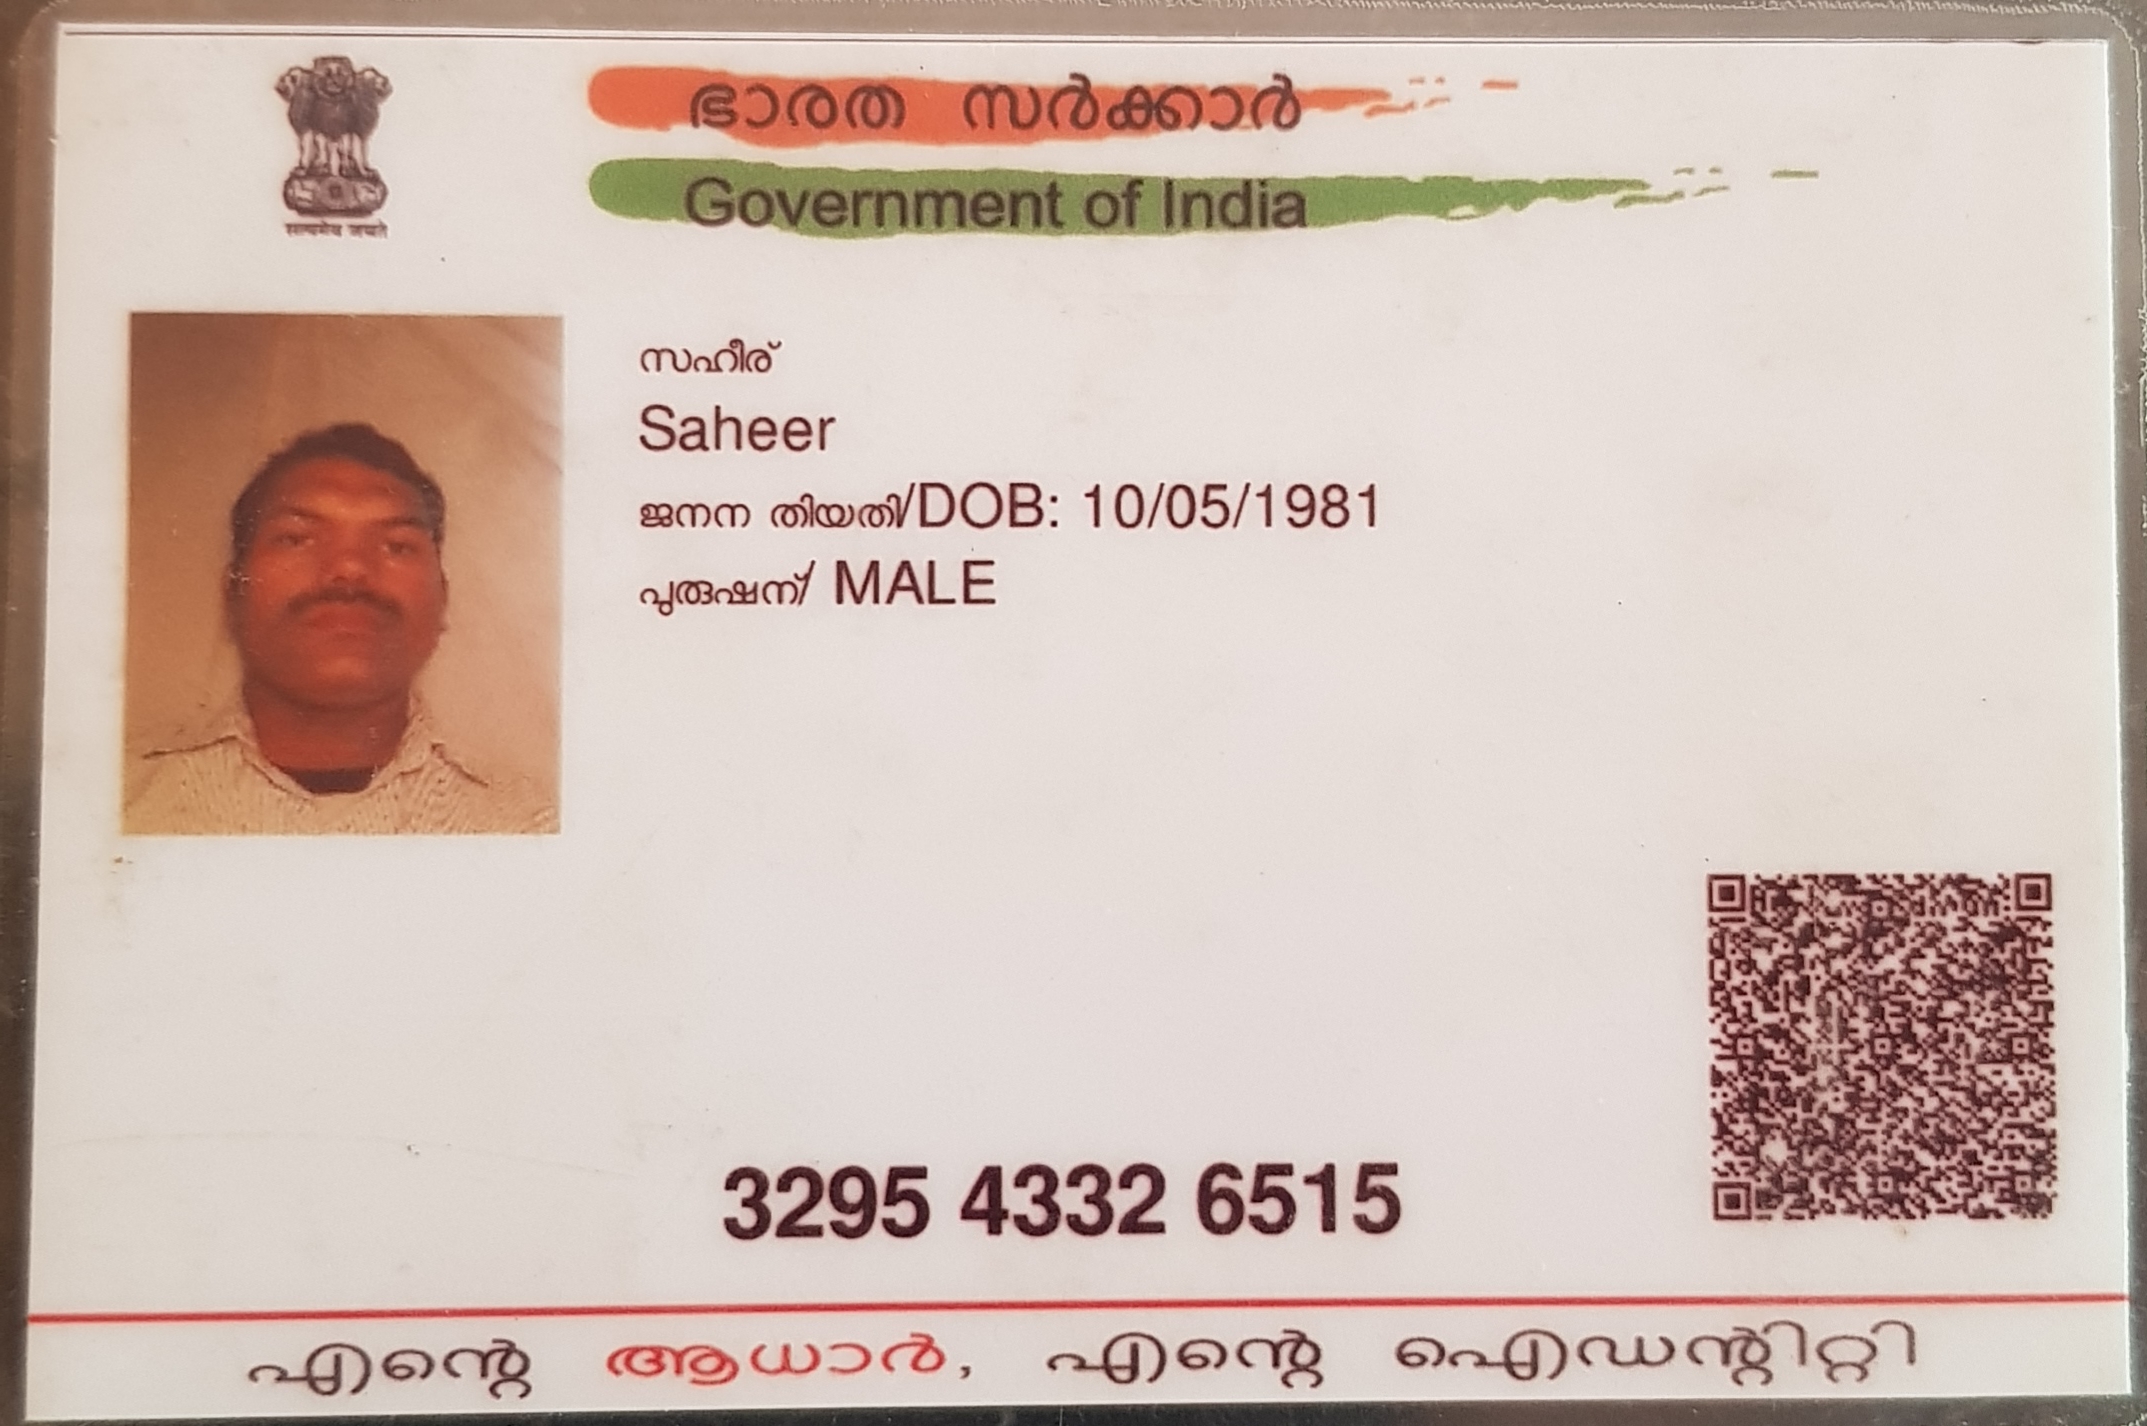 ഭാരത സർക്കാർ
Government of India
सत्यमेव जयते
സഹീര്
Saheer
ജനന തിയതി/DOB: 10/05/1981
പുരുഷന്/ MALE
3295 4332 6515
എന്റെ ആധാർ, എന്റെ ഐഡന്റിറ്റി